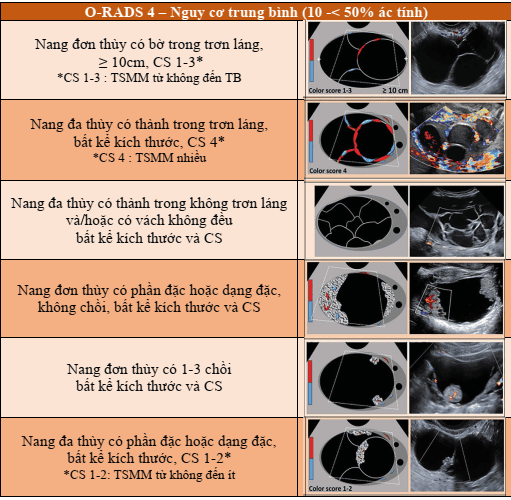 O-RADS 4 – Nguy cơ trung bình (10 -< 50% ác tính)
Nang đơn thùy có bờ trong trơn láng,
≥ 10cm, CS 1-3*
*CS 1-3 : TSMM từ không đến TB
Color score 1-3
≥ 10 cm
Nang đa thùy có thành trong trơn láng,
bất kể kích thước, CS 4*
*CS 4 : TSMM nhiều
Color score 4
Nang đa thùy có thành trong không trơn láng
và/hoặc có vách không đều
bất kể kích thước và CS
Nang đơn thùy có phần đặc hoặc dạng đặc,
không chồi, bất kể kích thước và CS
Nang đơn thùy có 1-3 chồi
bất kể kích thước và CS
Nang đa thùy có phần đặc hoặc dạng đặc,
bất kể kích thước, CS 1-2*
*CS 1-2: TSMM từ không đến ít
Color score 1-2